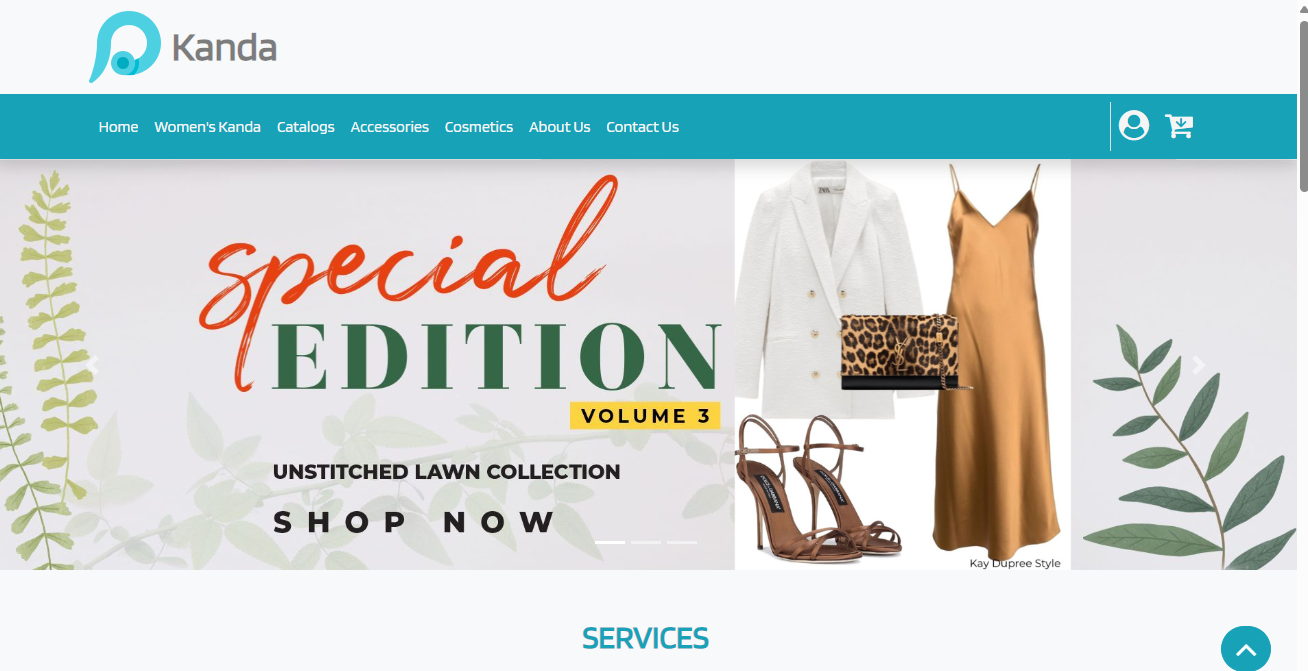 Kanda
Home Women's Kanda Catalogs Accessories Cosmetics About Us Contact Us
special
EDITION
VOLUME 3
UNSTITCHED LAWN COLLECTION
SHOP NOW
Kay Dupree Style
SERVICES